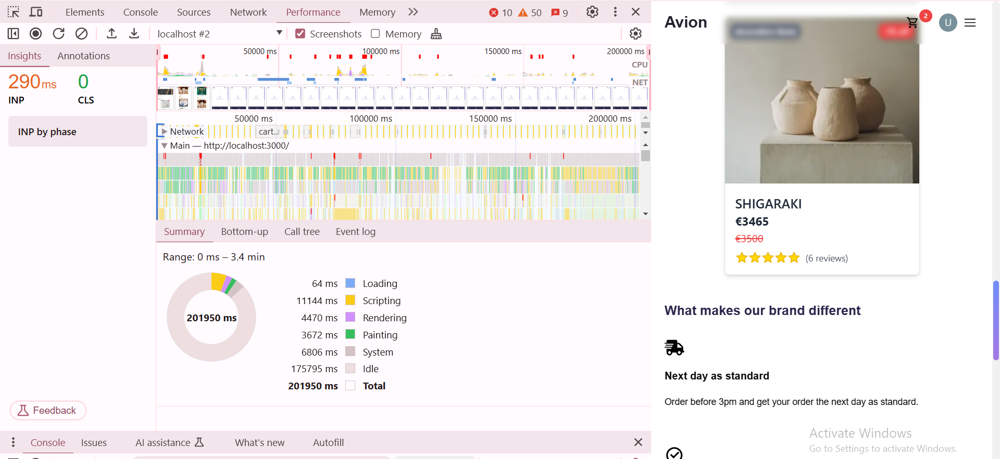 Elements Console Sources Network Performance Memory 10 50 9
localhost #2 Screenshots Memory
Insights Annotations
290ms 0
INP CLS
INP by phase
Feedback
50000 ms 100000 ms 150000 ms 200000 ms
CPU
NET
50000 ms 100000 ms 150000 ms 200000 ms
Network cart...
Main — http://localhost:3000/
Summary Bottom-up Call tree Event log
Range: 0 ms – 3.4 min
201950 ms
64 ms Loading
11144 ms Scripting
4470 ms Rendering
3672 ms Painting
6806 ms System
175795 ms Idle
201950 ms Total
Console Issues AI assistance What's new Autofill
Avion 2 U
SHIGARAKI
€3465
€3500
(6 reviews)
What makes our brand different
Next day as standard
Order before 3pm and get your order the next day as standard.
Activate Windows
Go to Settings to activate Windows.